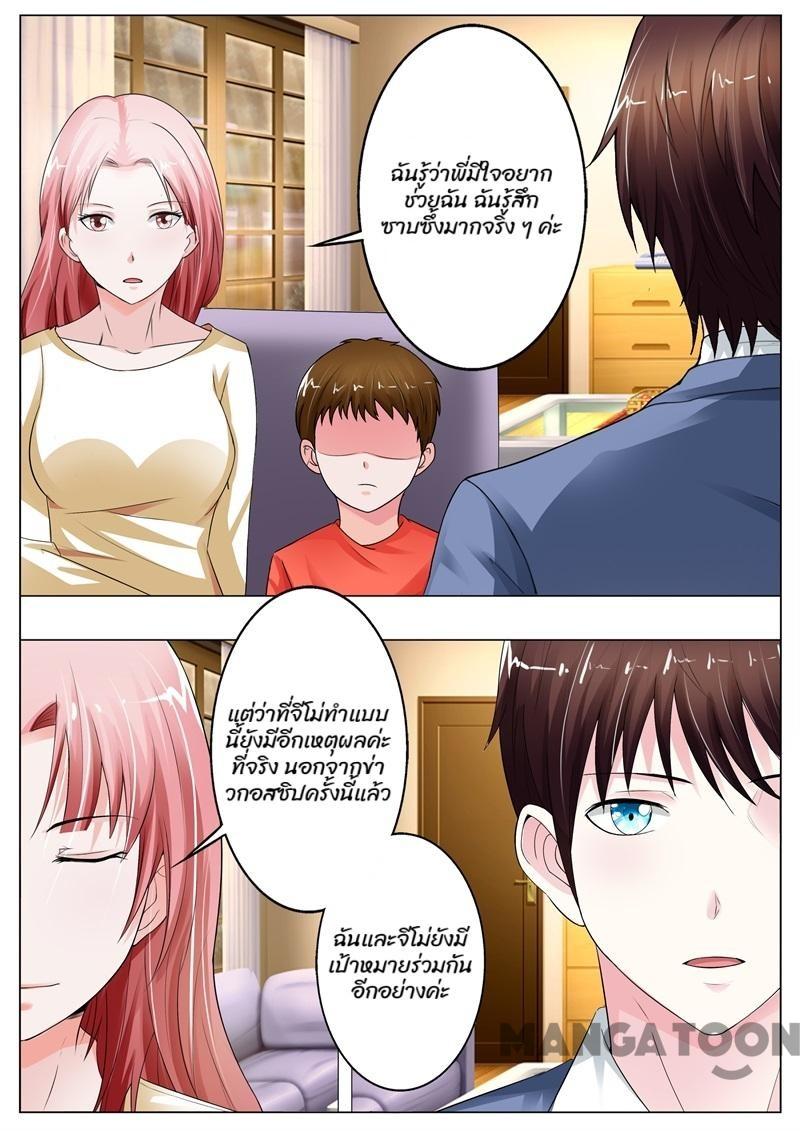 ฉันรู้ว่าพี่มีใจอยาก
ช่วยฉัน ฉันรู้สึก
ซาบซึ้งมากจริง ๆ ค่ะ
แต่ว่าที่จีโม่ทำแบบ
นี้ยังมีอีกเหตุผลค่ะ
ที่จริง นอกจากข่า
วกอสซิปครั้งนี้แล้ว
ฉันและจีโม่ยังมี
เป้าหมายร่วมกัน
อีกอย่างค่ะ
MANGATOON